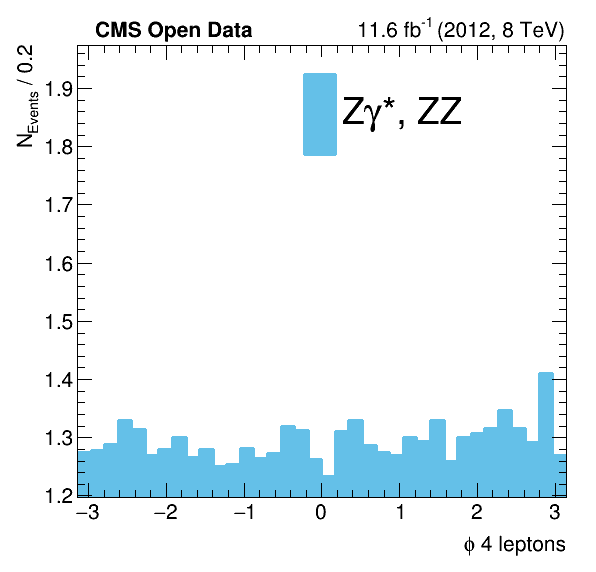 CMS Open Data 11.6 fb⁻¹ (2012, 8 TeV)
N_Events / 0.2
Zγ*, ZZ
1.9
1.8
1.7
1.6
1.5
1.4
1.3
1.2
−3 −2 −1 0 1 2 3
ϕ 4 leptons